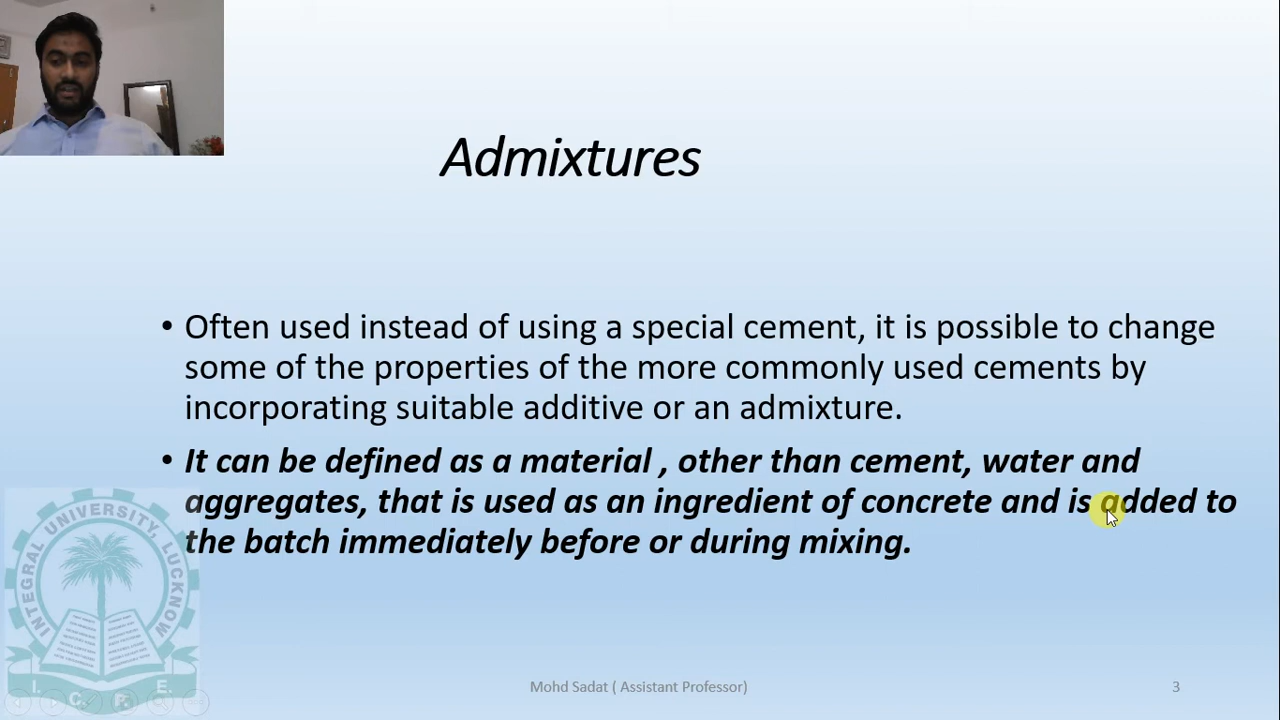 Admixtures
• Often used instead of using a special cement, it is possible to change
some of the properties of the more commonly used cements by
incorporating suitable additive or an admixture.
• It can be defined as a material , other than cement, water and
aggregates, that is used as an ingredient of concrete and is added to
the batch immediately before or during mixing.
INTEGRAL UNIVERSITY, LUCKNOW
Mohd Sadat ( Assistant Professor)
3